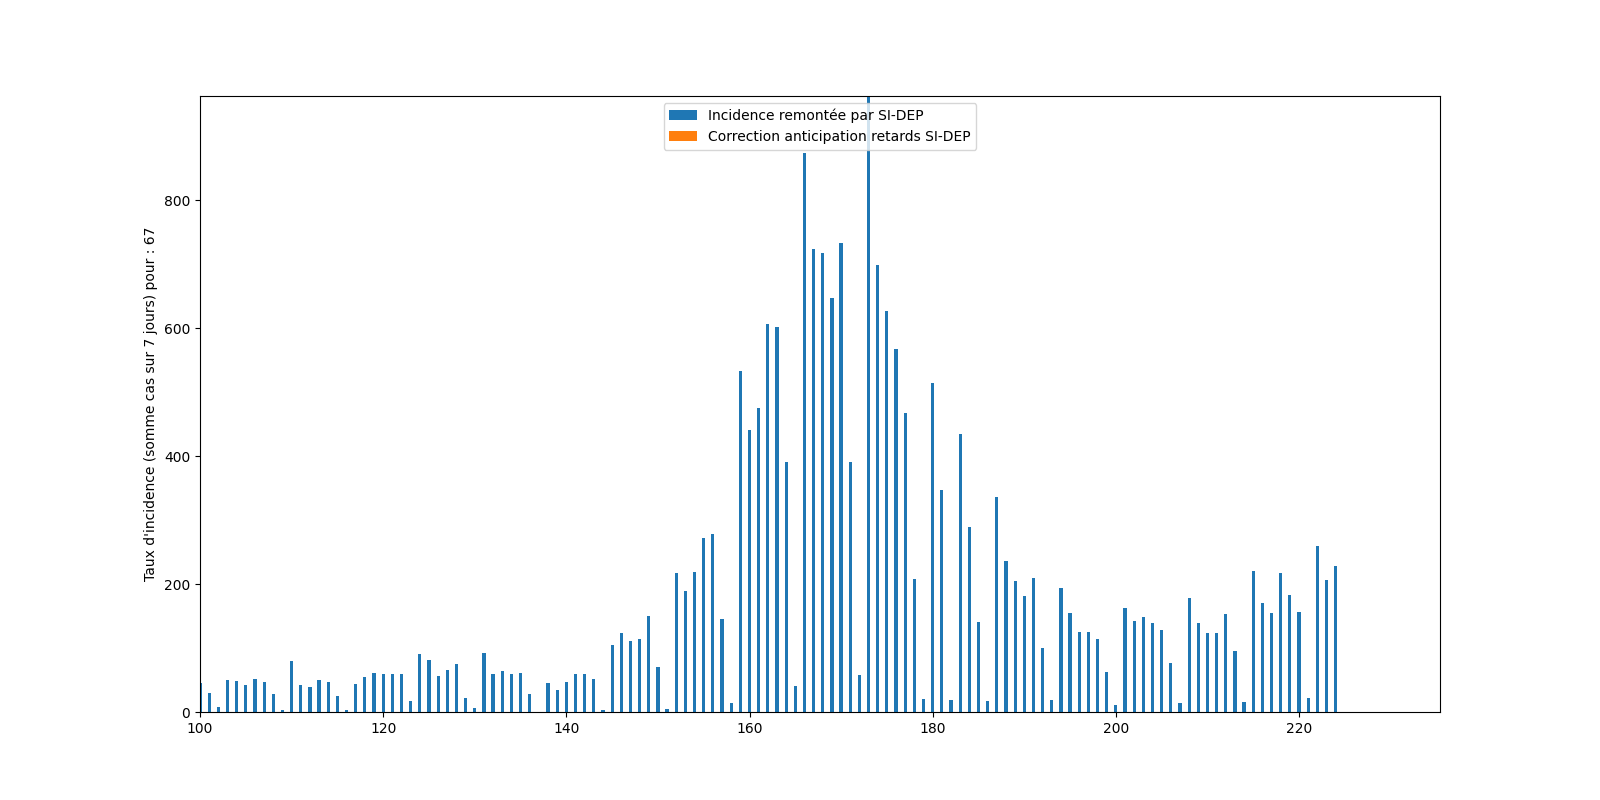 Incidence remontée par SI-DEP
Correction anticipation retards SI-DEP
Taux d'incidence (somme cas sur 7 jours) pour : 67
800
600
400
200
0
100 120 140 160 180 200 220